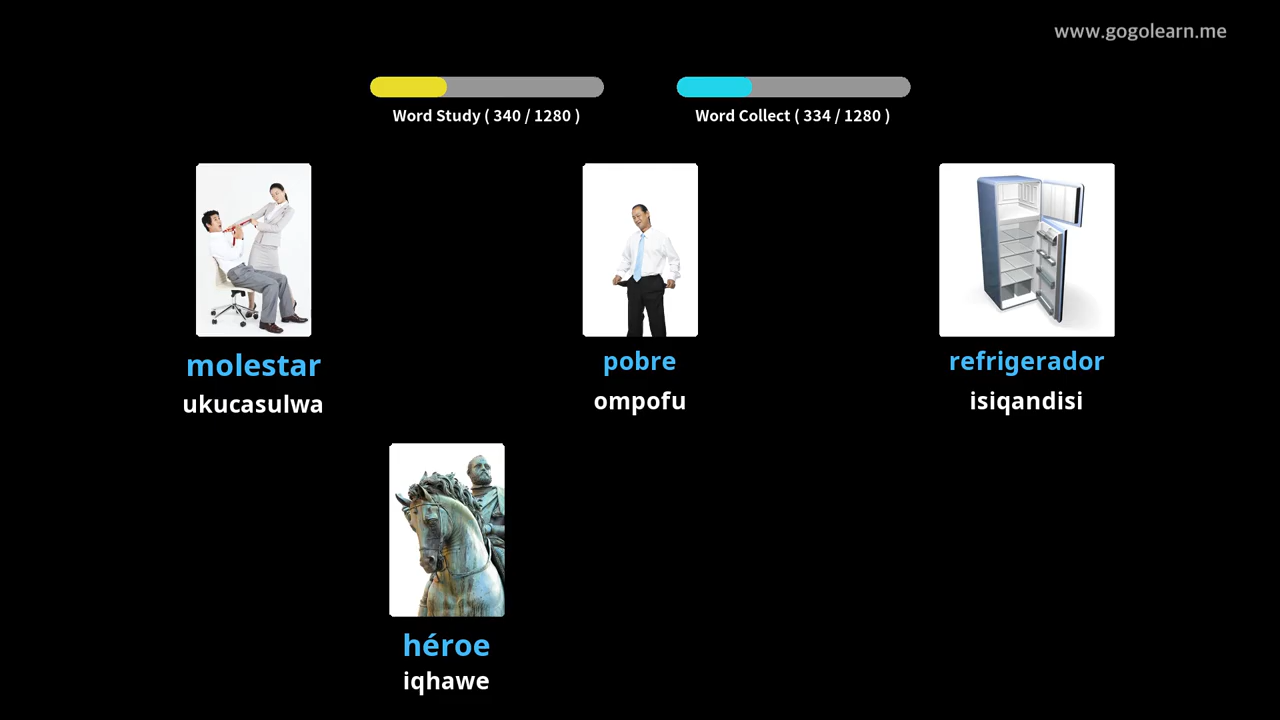 www.gogolearn.me
Word Study ( 340 / 1280 )
Word Collect ( 334 / 1280 )
molestar
ukucasulwa
pobre
ompofu
refrigerador
isiqandisi
héroe
iqhawe